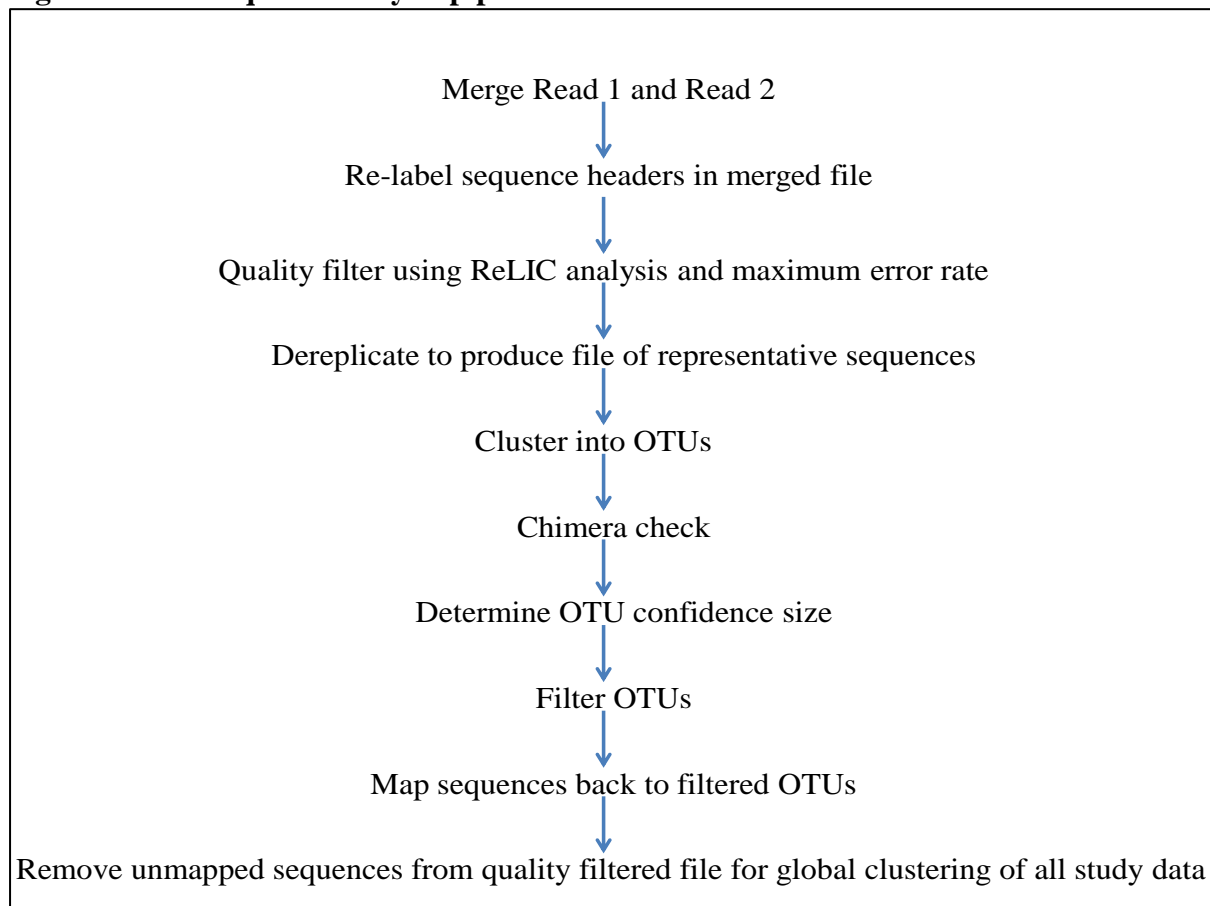 Merge Read 1 and Read 2
Re-label sequence headers in merged file
Quality filter using ReLIC analysis and maximum error rate
Dereplicate to produce file of representative sequences
Cluster into OTUs
Chimera check
Determine OTU confidence size
Filter OTUs
Map sequences back to filtered OTUs
Remove unmapped sequences from quality filtered file for global clustering of all study data